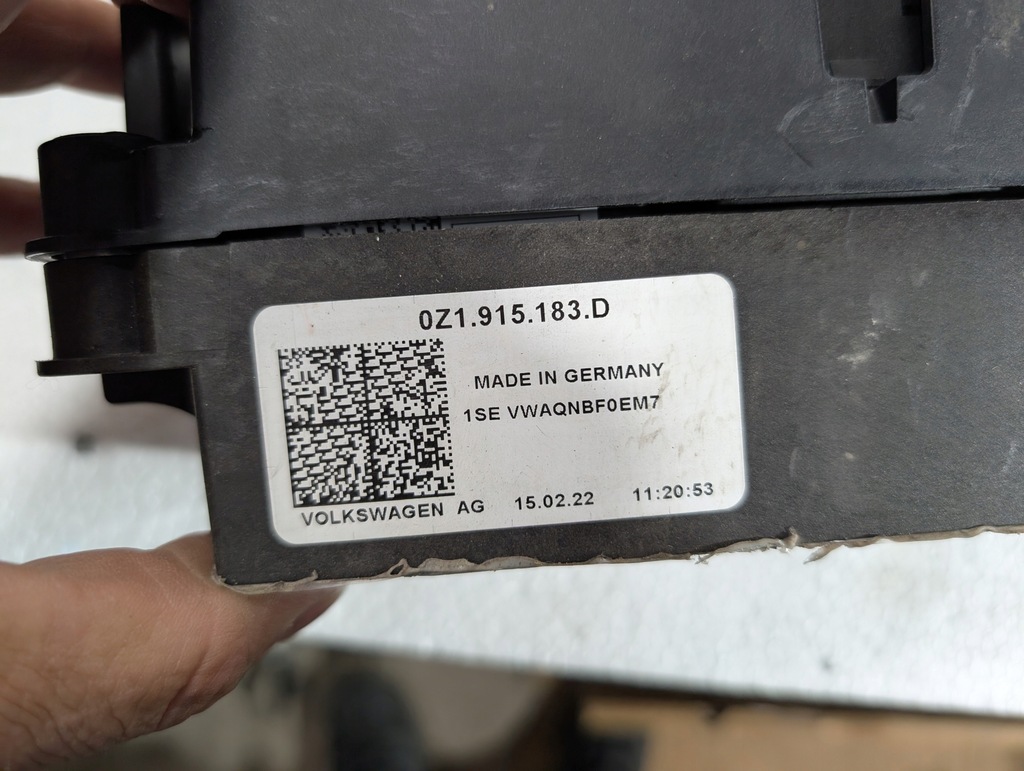 0Z1.915.183.D
MADE IN GERMANY
1SE VWAQNBF0EM7
VOLKSWAGEN AG 15.02.22 11:20:53